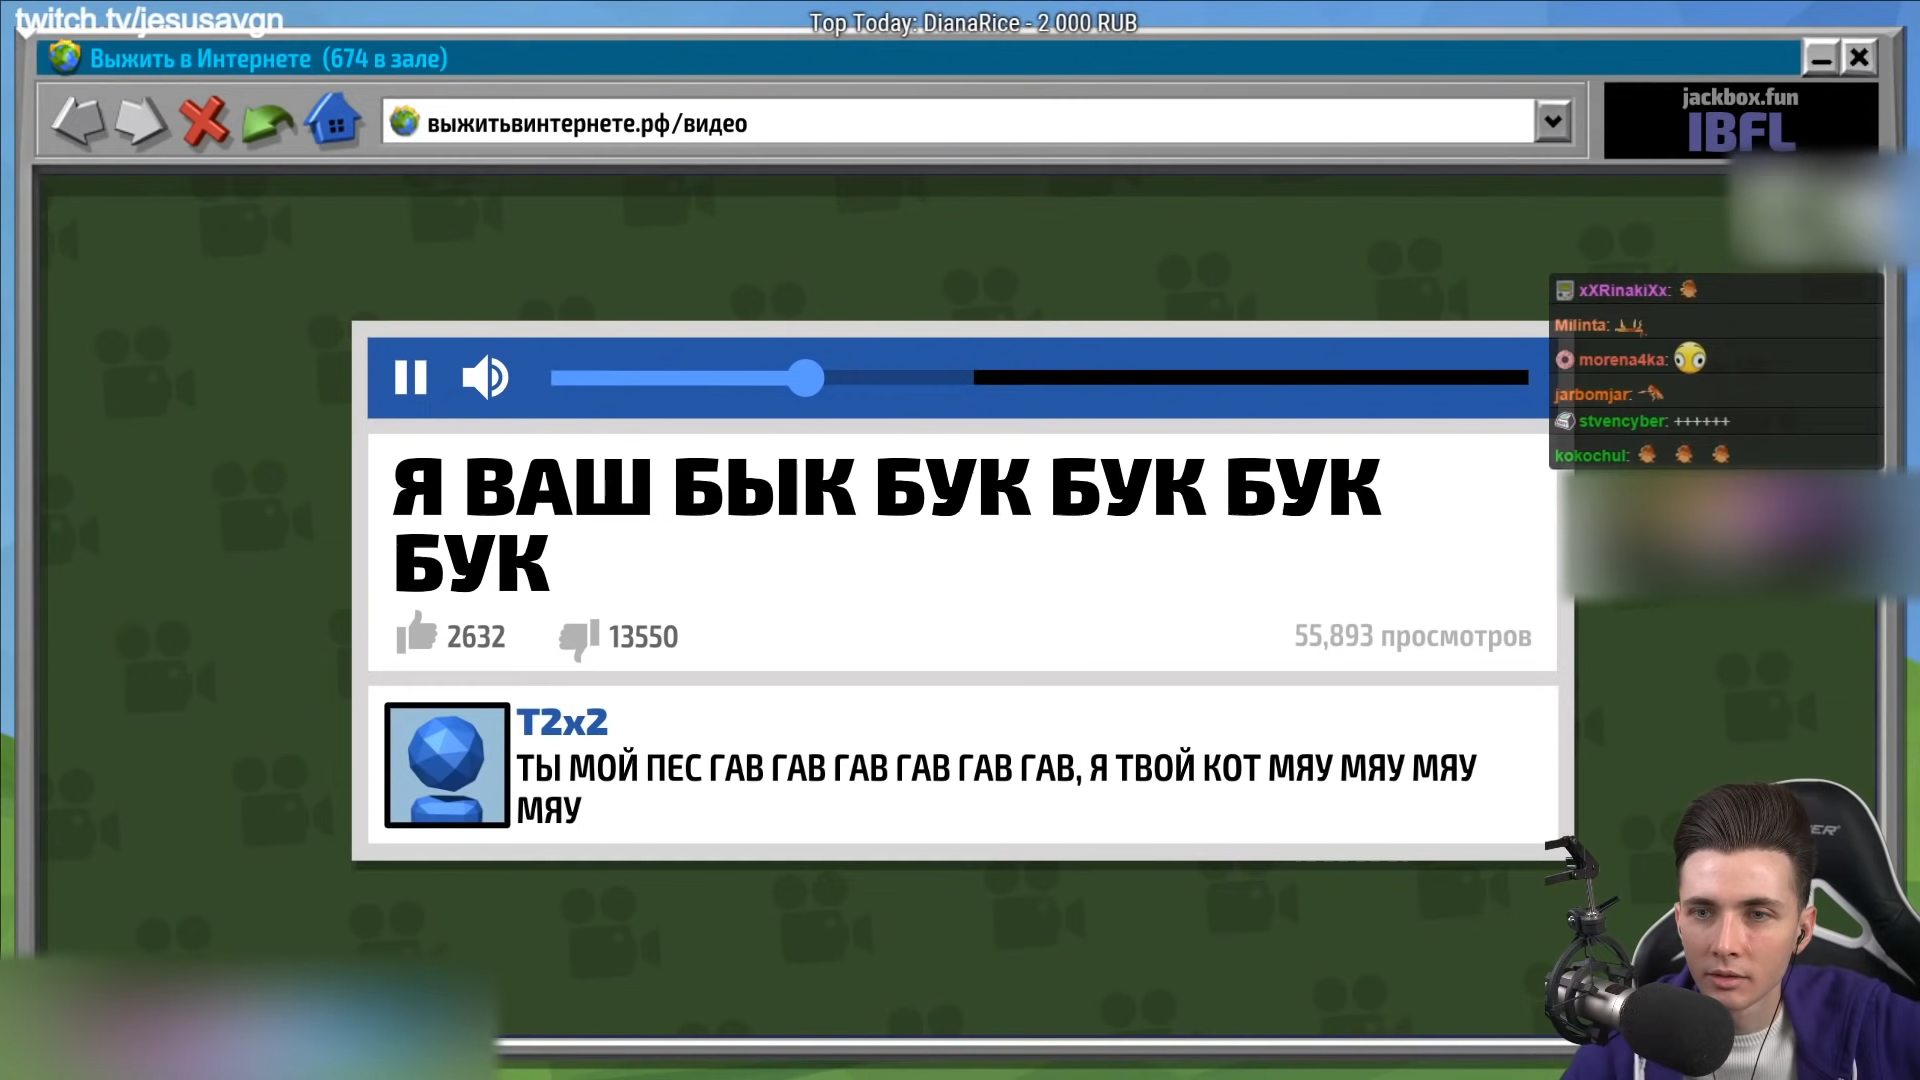 twitch.tv/jesusavgn
Top Today: DianaRice - 2 000 RUB
Выжить в Интернете (674 в зале)
выжитьвинтернете.рф/видео
jackbox.fun
IBFL
xXRinakiXx:
Milinta:
morena4ka:
jarbomjar:
stvencyber: ++++++
kokochul:
Я ВАШ БЫК БУК БУК БУК
БУК
2632
13550
55,893 просмотров
T2x2
ТЫ МОЙ ПЕС ГАВ ГАВ ГАВ ГАВ ГАВ ГАВ, Я ТВОЙ КОТ МЯУ МЯУ МЯУ
МЯУ